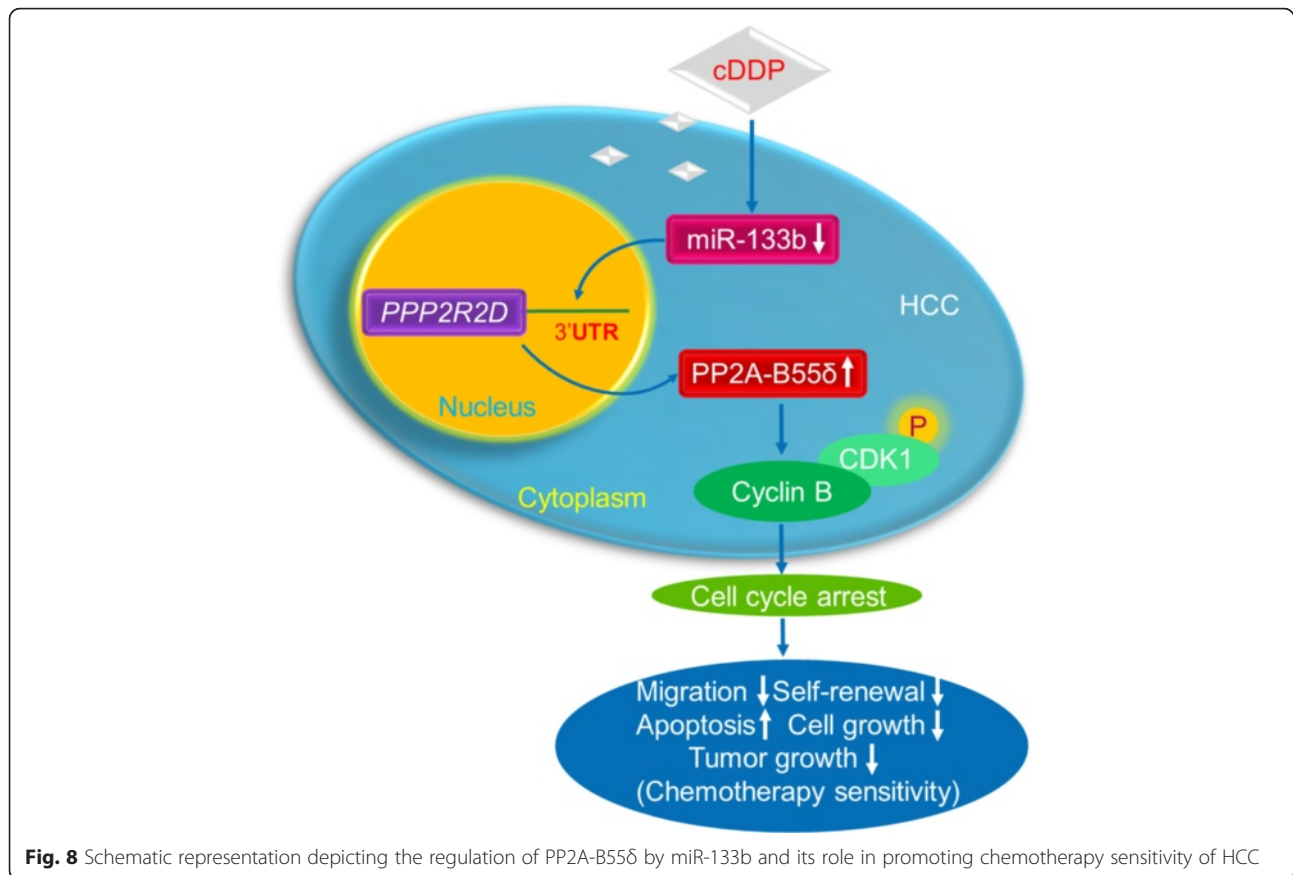 cDDP
miR-133b ↓
HCC
PPP2R2D
3'UTR
PP2A-B55δ ↑
Nucleus
P
CDK1
Cyclin B
Cytoplasm
Cell cycle arrest
Migration ↓ Self-renewal ↓
Apoptosis ↑ Cell growth ↓
Tumor growth ↓
(Chemotherapy sensitivity)
Fig. 8 Schematic representation depicting the regulation of PP2A-B55δ by miR-133b and its role in promoting chemotherapy sensitivity of HCC